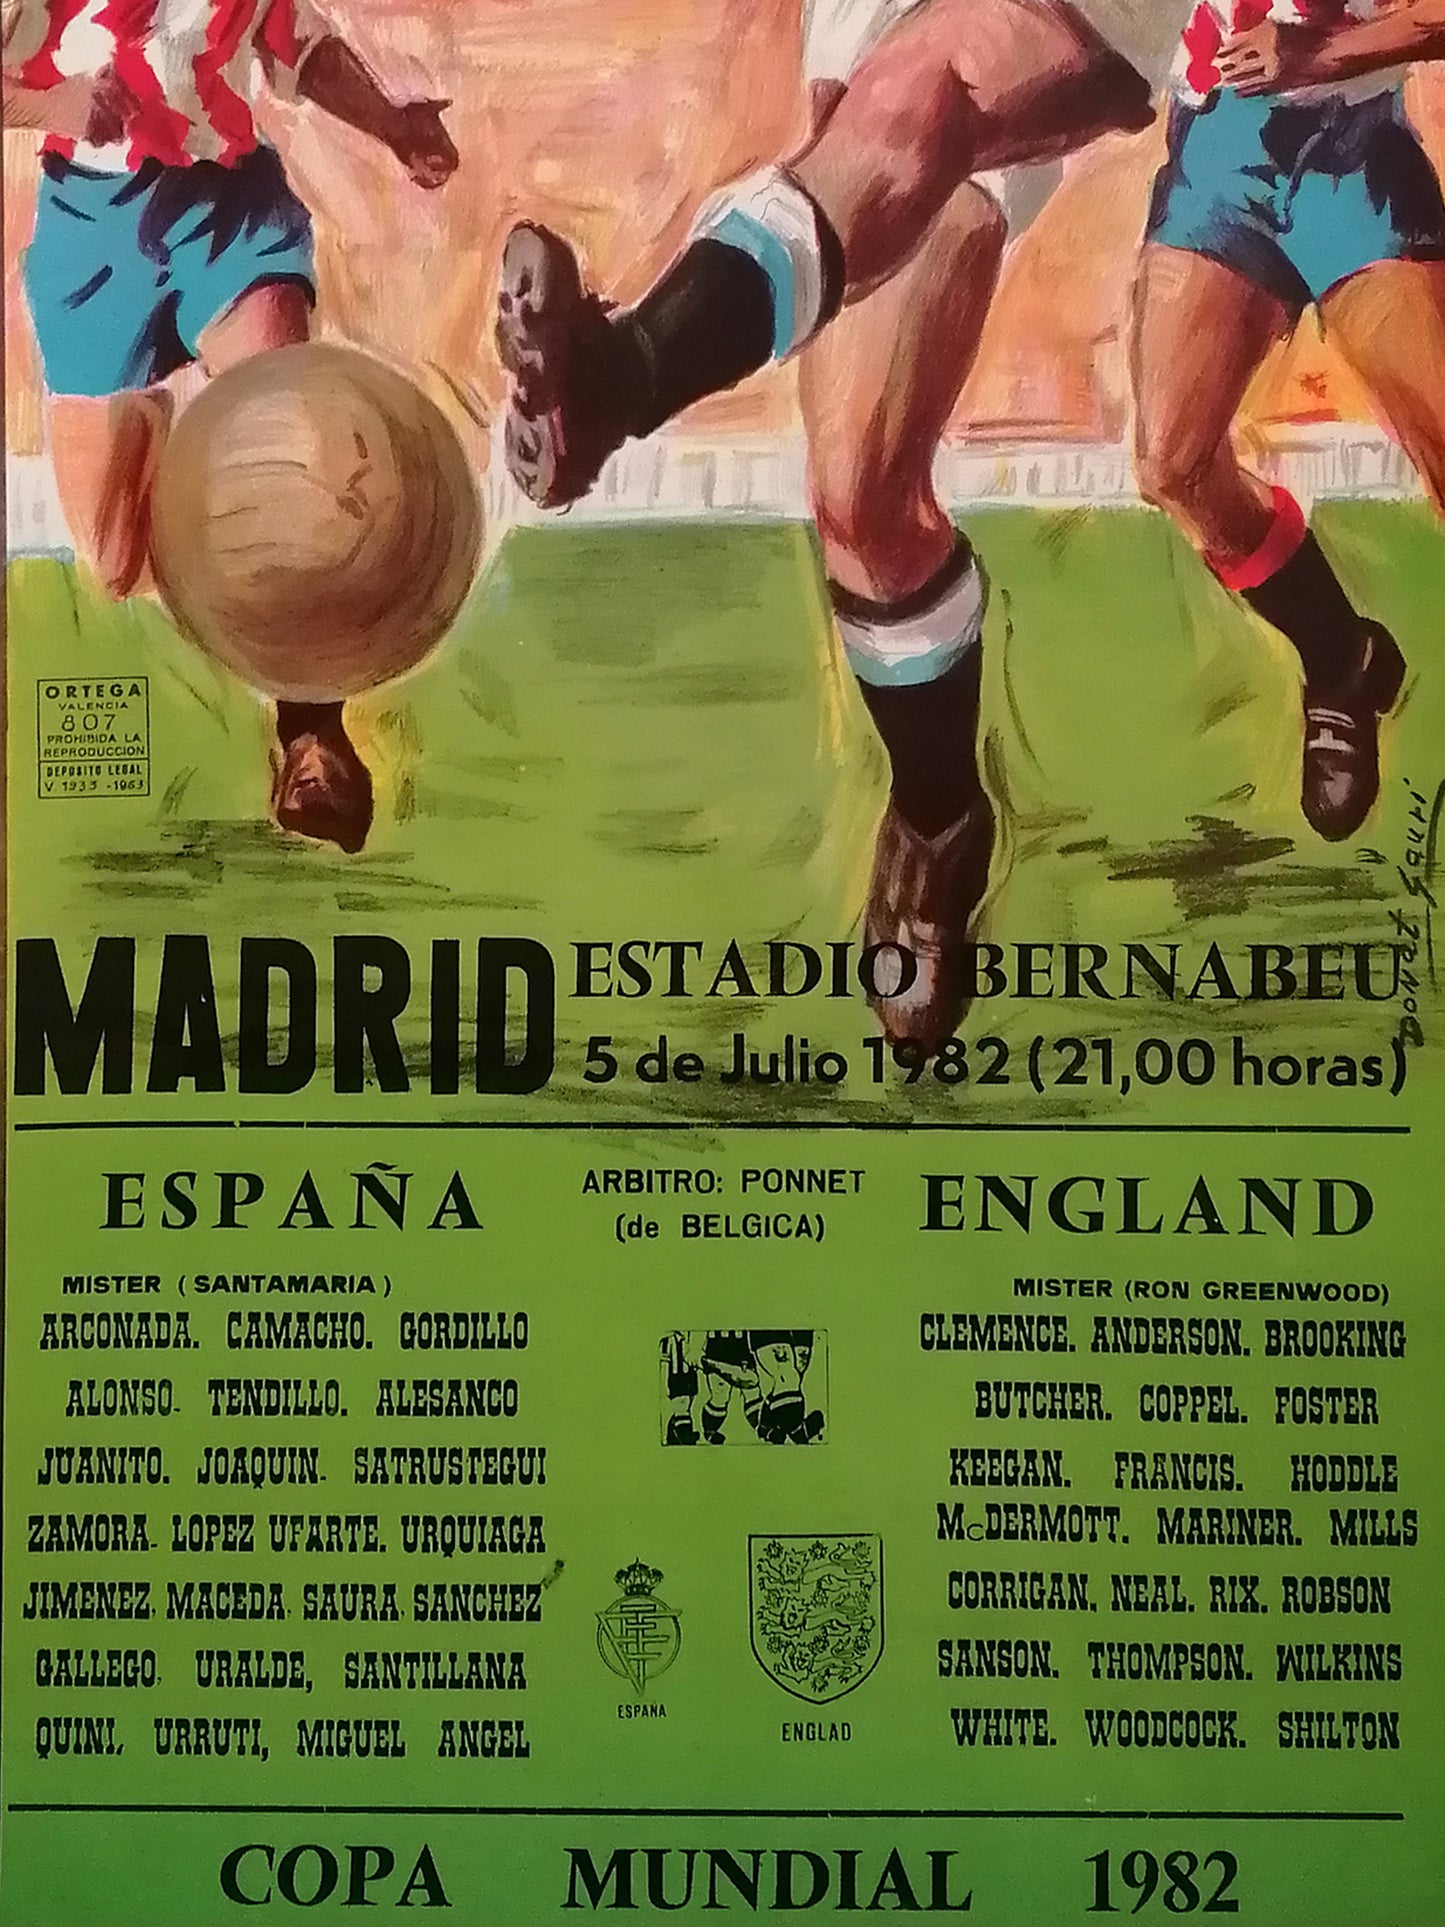 ORTEGA
VALENCIA
807
PROHIBIDA LA
REPRODUCCION
DEPOSITO LEGAL
V 1933 -1963
Donat Saurí
MADRID
ESTADIO BERNABEU
5 de Julio 1982 (21,00 horas)
ESPAÑA
ARBITRO: PONNET
(de BELGICA)
ENGLAND
MISTER (SANTAMARIA)
ARCONADA. CAMACHO. GORDILLO
ALONSO. TENDILLO. ALESANCO
JUANITO. JOAQUIN. SATRUSTEGUI
ZAMORA. LOPEZ UFARTE. URQUIAGA
JIMENEZ. MACEDA. SAURA. SANCHEZ
GALLEGO. URALDE, SANTILLANA
QUINI, URRUTI, MIGUEL ANGEL
ESPAÑA
ENGLAD
MISTER (RON GREENWOOD)
CLEMENCE. ANDERSON. BROOKING
BUTCHER. COPPEL. FOSTER
KEEGAN. FRANCIS. HODDLE
McDERMOTT. MARINER. MILLS
CORRIGAN. NEAL. RIX. ROBSON
SANSON. THOMPSON. WILKINS
WHITE. WOODCOCK. SHILTON
COPA MUNDIAL 1982